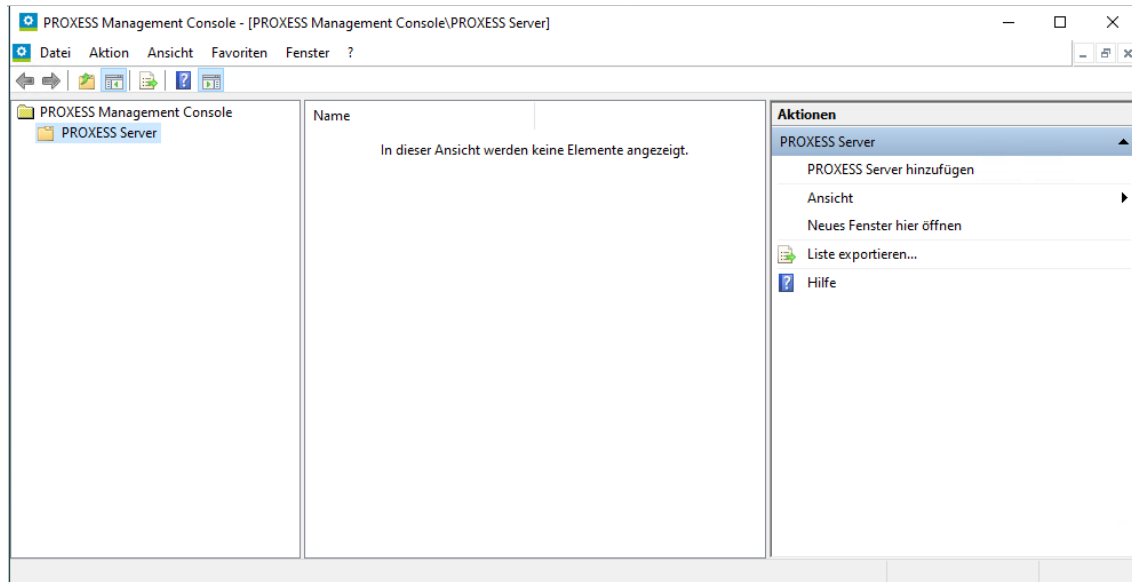 PROXESS Management Console - [PROXESS Management Console\PROXESS Server]
Datei Aktion Ansicht Favoriten Fenster ?
PROXESS Management Console
PROXESS Server
Name
In dieser Ansicht werden keine Elemente angezeigt.
Aktionen
PROXESS Server
PROXESS Server hinzufügen
Ansicht
Neues Fenster hier öffnen
Liste exportieren...
Hilfe